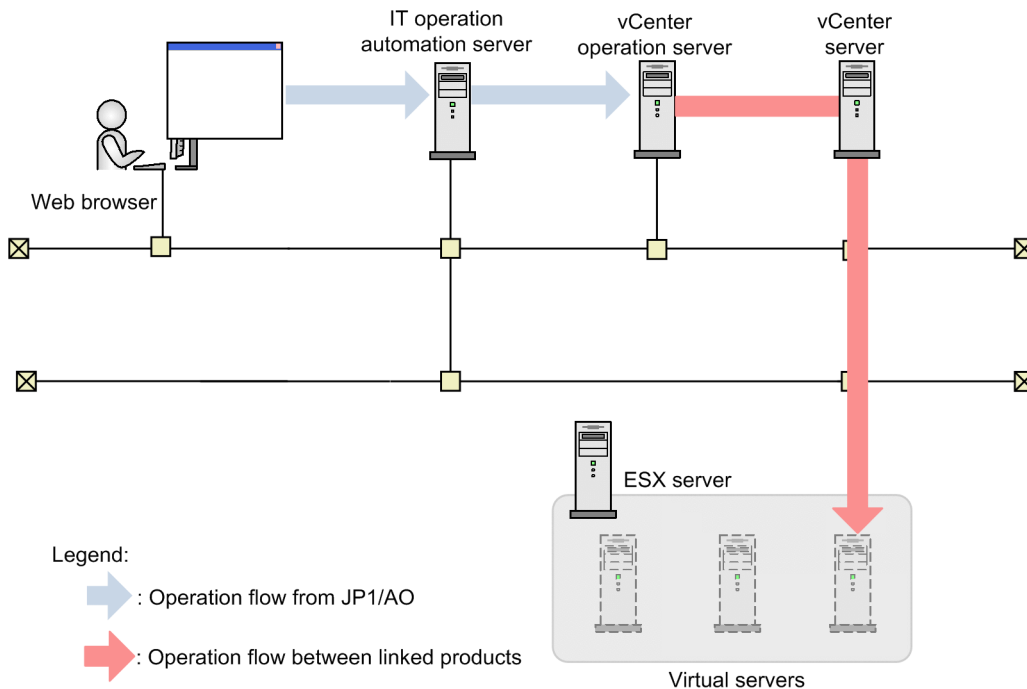 IT operation
automation server
vCenter
operation server
vCenter
server
Web browser
ESX server
Legend:
: Operation flow from JP1/AO
: Operation flow between linked products
Virtual servers